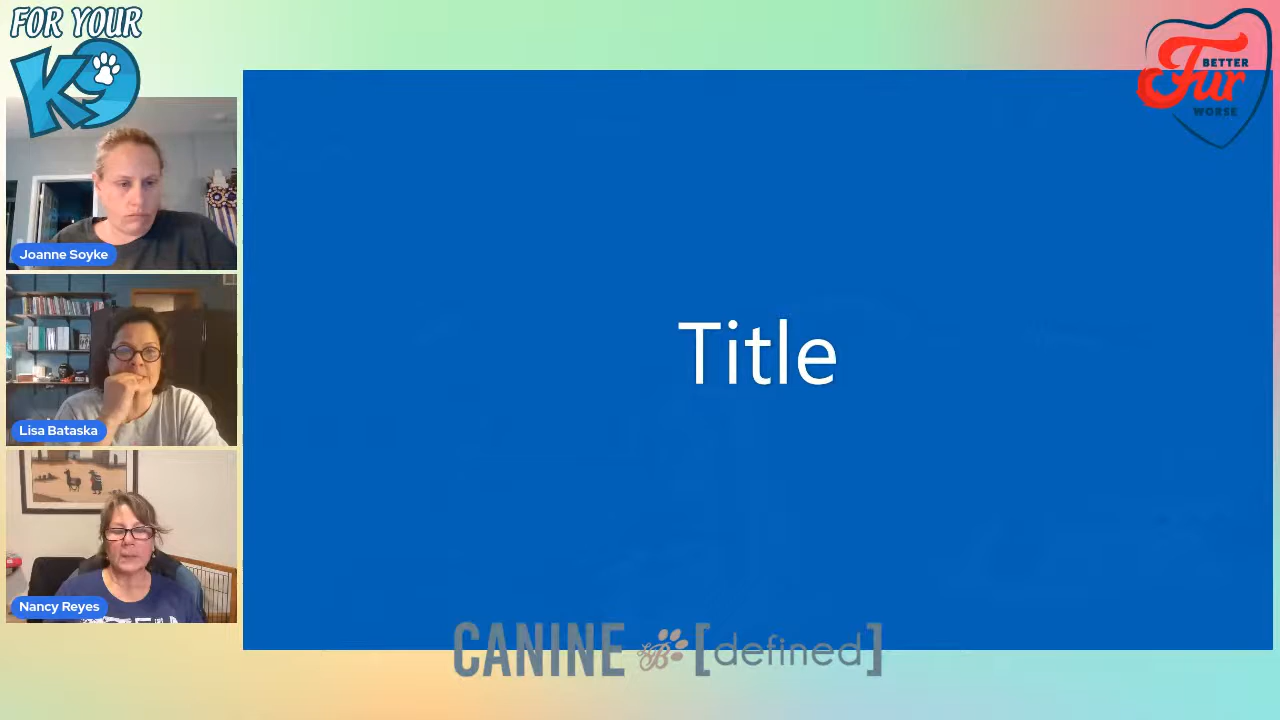 FOR YOUR
K9
BETTER
Fur
WORSE
Joanne Soyke
Lisa Bataska
Nancy Reyes
Title
CANINE B [defined]